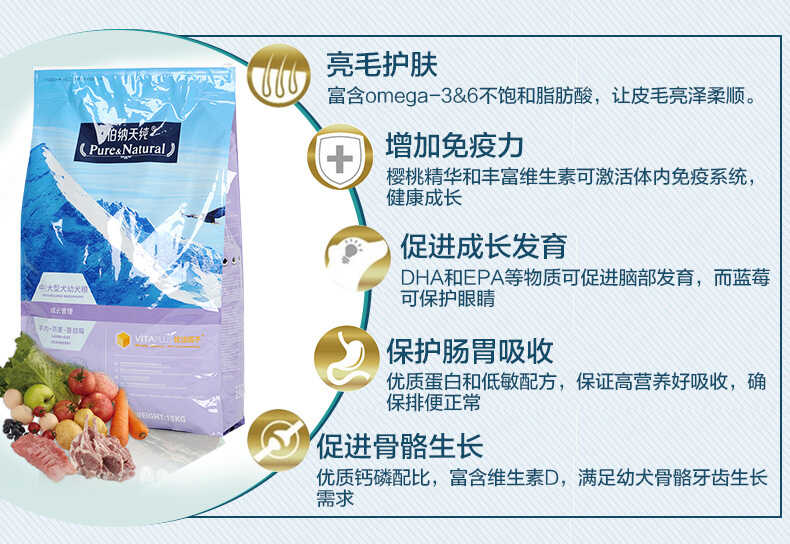 伯纳天纯
Pure&Natural
中|大型犬幼犬粮
成长管理
VITAPLUS
WEIGHT:15KG
亮毛护肤
富含omega-3&6不饱和脂肪酸，让皮毛亮泽柔顺。
增加免疫力
樱桃精华和丰富维生素可激活体内免疫系统，
健康成长
促进成长发育
DHA和EPA等物质可促进脑部发育，而蓝莓
可保护眼睛
保护肠胃吸收
优质蛋白和低敏配方，保证高营养好吸收，确
保排便正常
促进骨骼生长
优质钙磷配比，富含维生素D，满足幼犬骨骼牙齿生长
需求